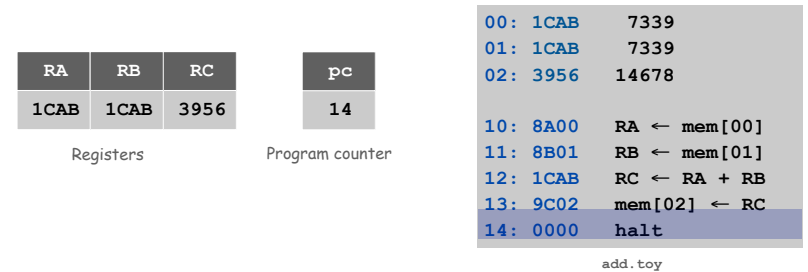 RA RB RC
1CAB 1CAB 3956
Registers
pc
14
Program counter
00: 1CAB 7339
01: 1CAB 7339
02: 3956 14678
10: 8A00 RA ← mem[00]
11: 8B01 RB ← mem[01]
12: 1CAB RC ← RA + RB
13: 9C02 mem[02] ← RC
14: 0000 halt
add.toy